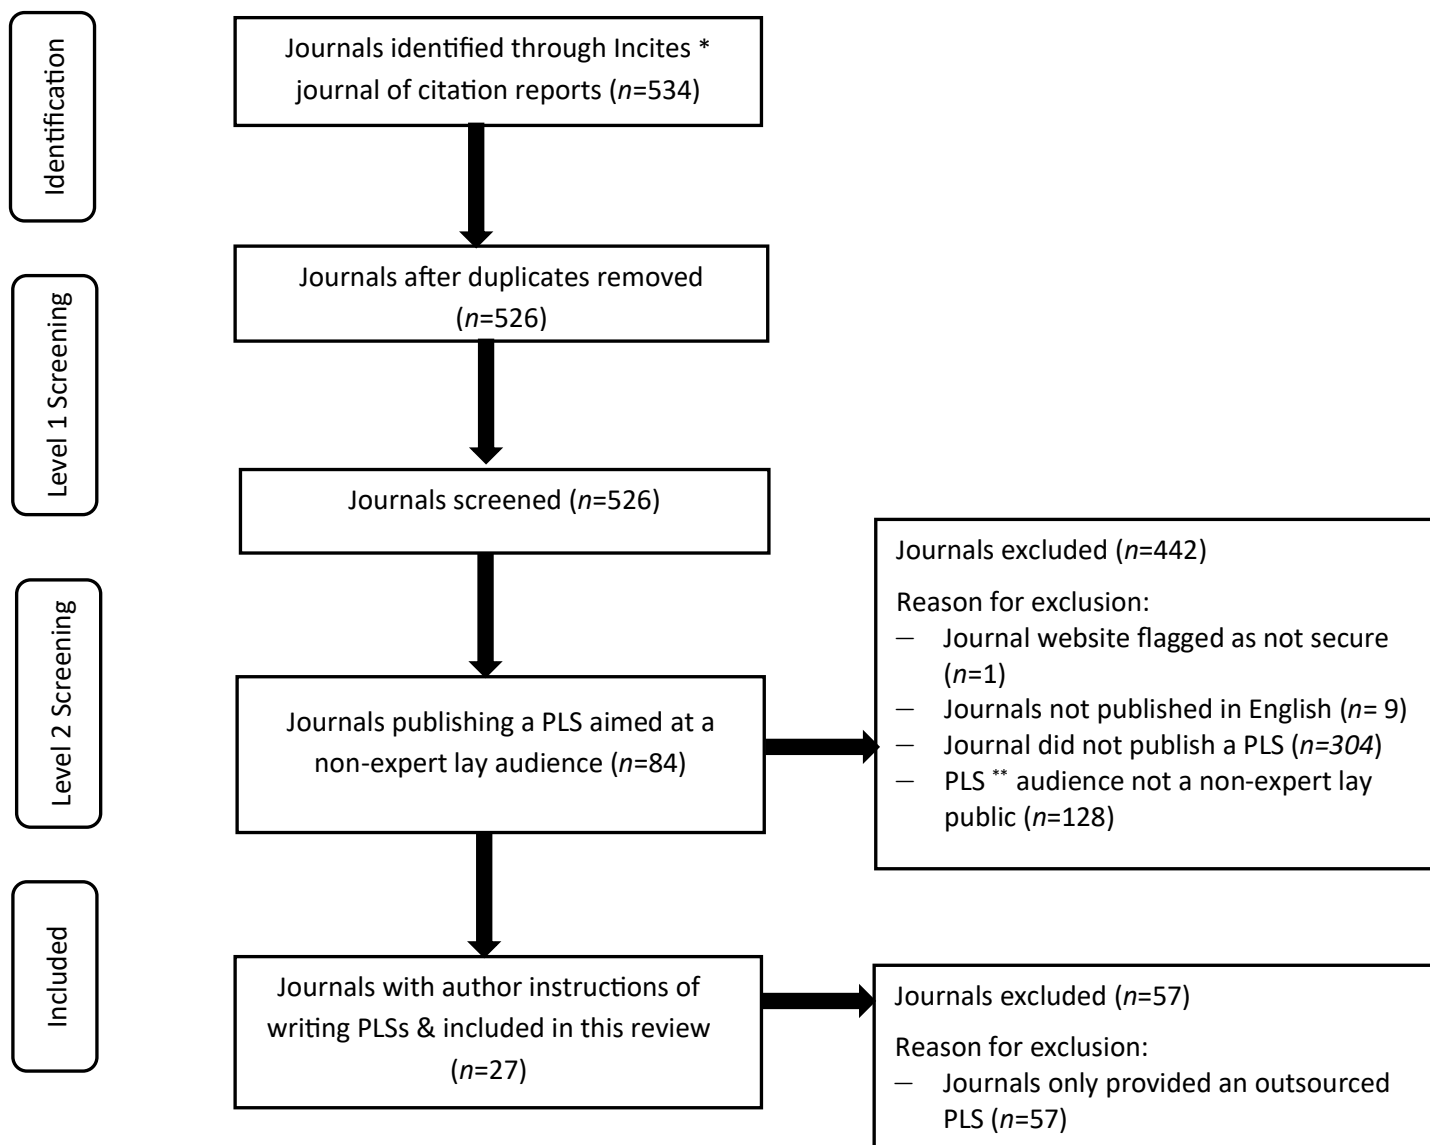 Identification
Journals identified through Incites *
journal of citation reports (n=534)
Level 1 Screening
Journals after duplicates removed
(n=526)
Journals screened (n=526)
Level 2 Screening
Journals publishing a PLS aimed at a
non-expert lay audience (n=84)
Journals excluded (n=442)
Reason for exclusion:
– Journal website flagged as not secure
(n=1)
– Journals not published in English (n= 9)
– Journal did not publish a PLS (n=304)
– PLS ** audience not a non-expert lay
public (n=128)
Included
Journals with author instructions of
writing PLSs & included in this review
(n=27)
Journals excluded (n=57)
Reason for exclusion:
– Journals only provided an outsourced
PLS (n=57)